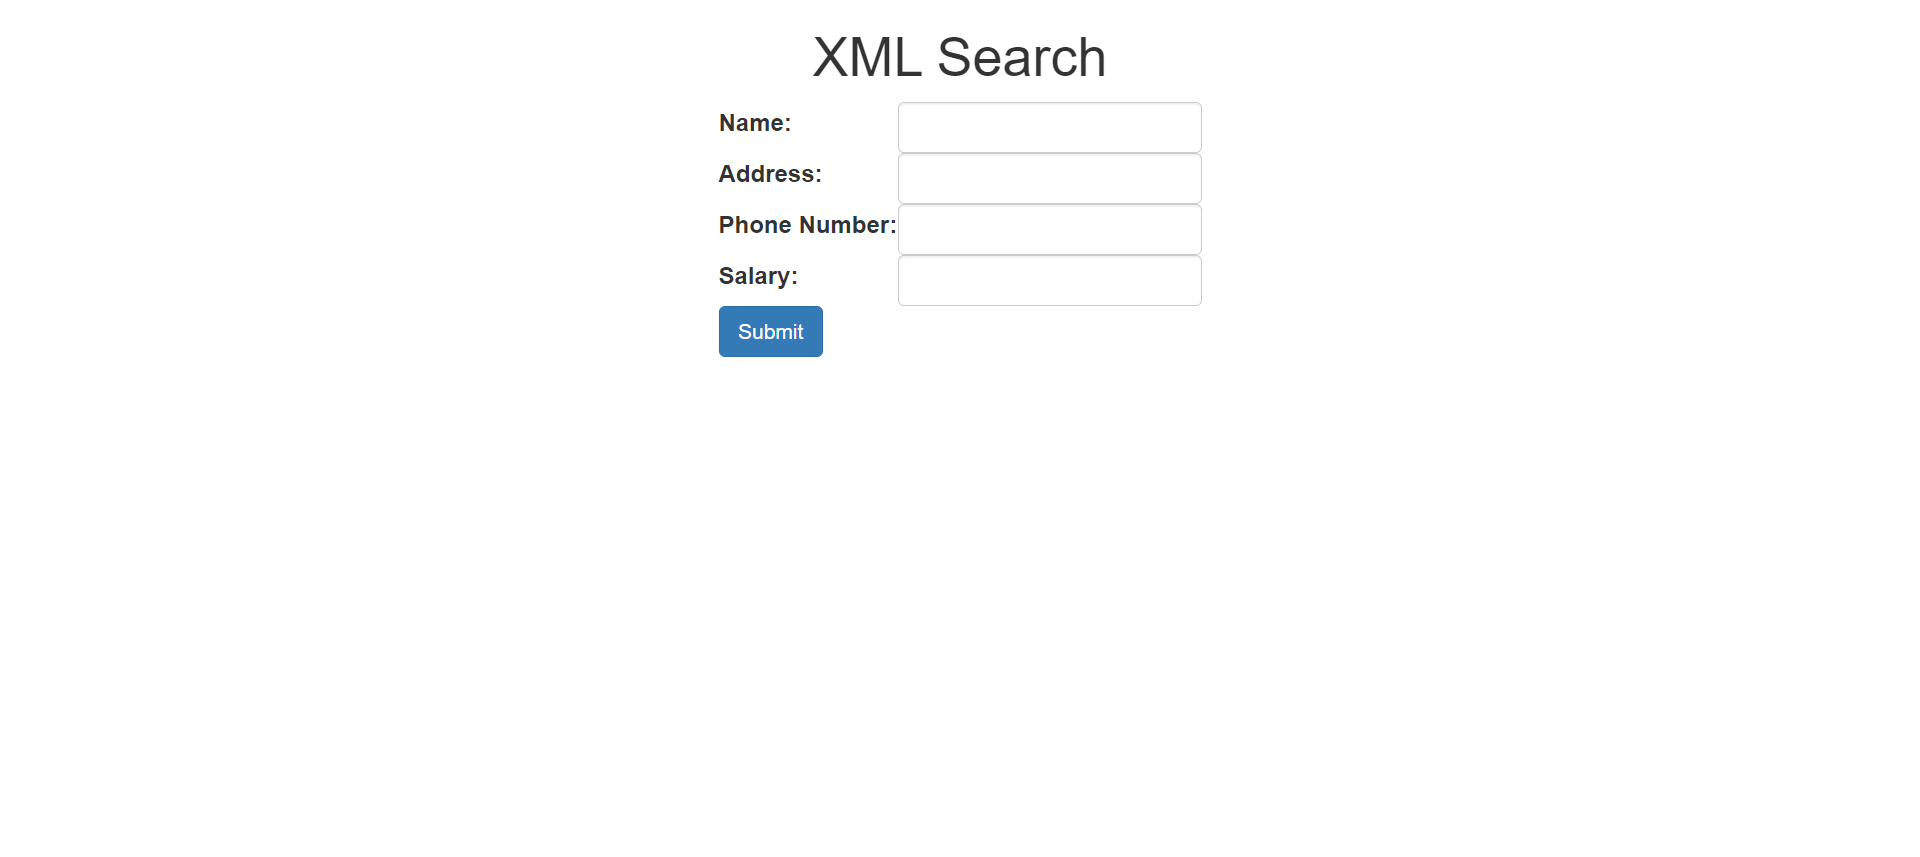 XML Search
Name:
Address:
Phone Number:
Salary:
Submit